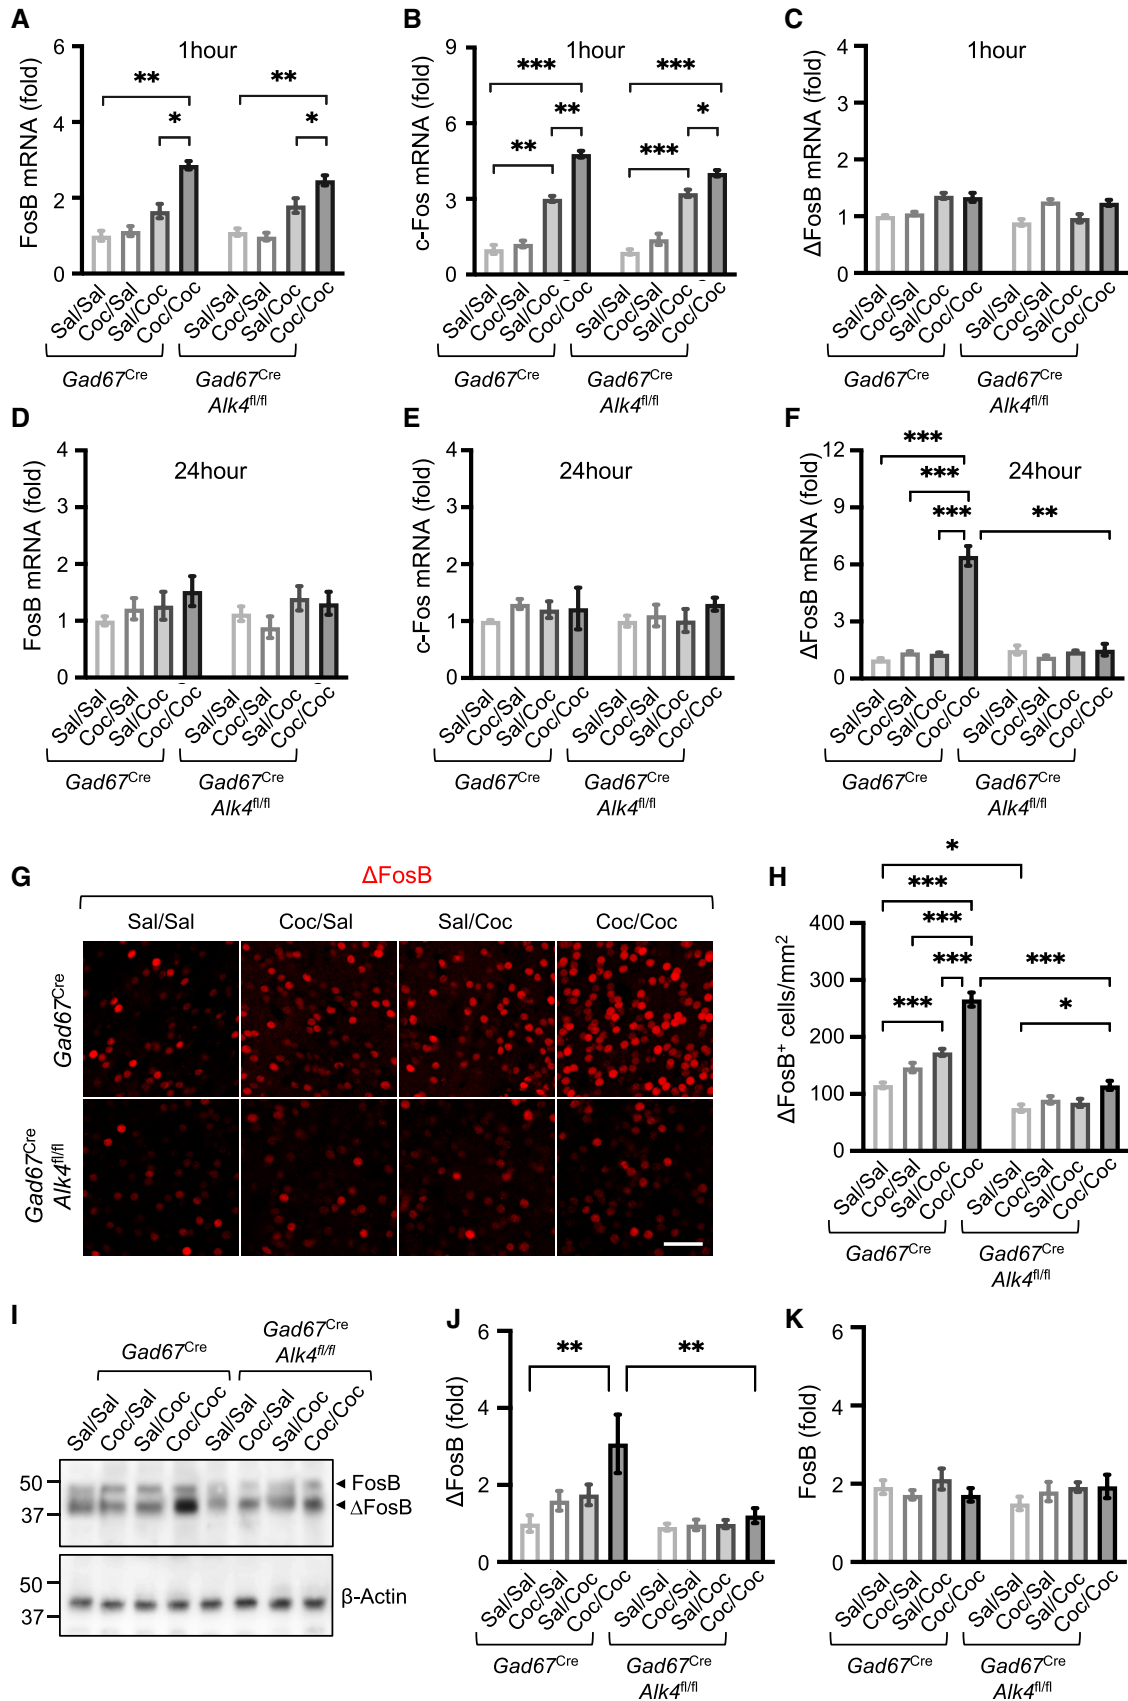 A
1hour
FosB mRNA (fold)
6
4
2
0
**
*
**
*
Sal/Sal
Coc/Sal
Sal/Coc
Coc/Coc
Sal/Sal
Coc/Sal
Sal/Coc
Coc/Coc
Gad67Cre
Gad67Cre
Alk4fl/fl
B
1hour
c-Fos mRNA (fold)
9
6
3
0
***
**
**
***
*
***
Sal/Sal
Coc/Sal
Sal/Coc
Coc/Coc
Sal/Sal
Coc/Sal
Sal/Coc
Coc/Coc
Gad67Cre
Gad67Cre
Alk4fl/fl
C
1hour
ΔFosB mRNA (fold)
4
3
2
1
0
Sal/Sal
Coc/Sal
Sal/Coc
Coc/Coc
Sal/Sal
Coc/Sal
Sal/Coc
Coc/Coc
Gad67Cre
Gad67Cre
Alk4fl/fl
D
24hour
FosB mRNA (fold)
4
3
2
1
0
Sal/Sal
Coc/Sal
Sal/Coc
Coc/Coc
Sal/Sal
Coc/Sal
Sal/Coc
Coc/Coc
Gad67Cre
Gad67Cre
Alk4fl/fl
E
24hour
c-Fos mRNA (fold)
4
3
2
1
0
Sal/Sal
Coc/Sal
Sal/Coc
Coc/Coc
Sal/Sal
Coc/Sal
Sal/Coc
Coc/Coc
Gad67Cre
Gad67Cre
Alk4fl/fl
F
24hour
ΔFosB mRNA (fold)
12
9
6
3
0
***
***
***
**
Sal/Sal
Coc/Sal
Sal/Coc
Coc/Coc
Sal/Sal
Coc/Sal
Sal/Coc
Coc/Coc
Gad67Cre
Gad67Cre
Alk4fl/fl
G
ΔFosB
Sal/Sal Coc/Sal Sal/Coc Coc/Coc
Gad67Cre
Gad67Cre
Alk4fl/fl
H
ΔFosB+ cells/mm2
400
300
200
100
0
*
***
***
***
***
***
*
Sal/Sal
Coc/Sal
Sal/Coc
Coc/Coc
Sal/Sal
Coc/Sal
Sal/Coc
Coc/Coc
Gad67Cre
Gad67Cre
Alk4fl/fl
I
Gad67Cre
Gad67Cre
Alk4fl/fl
Sal/Sal
Coc/Sal
Sal/Coc
Coc/Coc
Sal/Sal
Coc/Sal
Sal/Coc
Coc/Coc
50
37
◄ FosB
◄ ΔFosB
50
37
β-Actin
J
ΔFosB (fold)
6
4
2
0
**
**
Sal/Sal
Coc/Sal
Sal/Coc
Coc/Coc
Sal/Sal
Coc/Sal
Sal/Coc
Coc/Coc
Gad67Cre
Gad67Cre
Alk4fl/fl
K
FosB (fold)
6
4
2
0
Sal/Sal
Coc/Sal
Sal/Coc
Coc/Coc
Sal/Sal
Coc/Sal
Sal/Coc
Coc/Coc
Gad67Cre
Gad67Cre
Alk4fl/fl